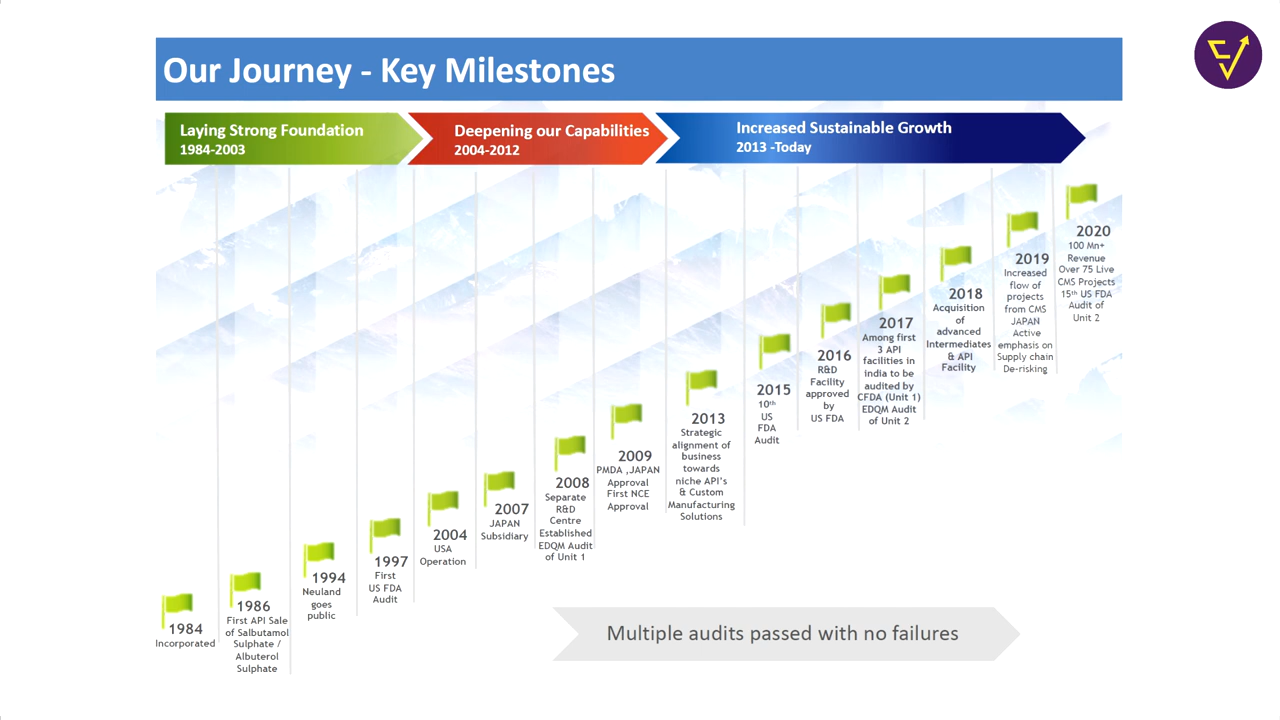 Our Journey - Key Milestones
Laying Strong Foundation
1984-2003
Deepening our Capabilities
2004-2012
Increased Sustainable Growth
2013 -Today
1984
Incorporated
1986
First API Sale
of Salbutamol
Sulphate /
Albuterol
Sulphate
1994
Neuland
goes
public
1997
First
US FDA
Audit
2004
USA
Operation
2007
JAPAN
Subsidiary
2008
Separate
R&D
Centre
Established
EDQM Audit
of Unit 1
2009
PMDA ,JAPAN
Approval
First NCE
Approval
2013
Strategic
alignment of
business
towards
niche API's
& Custom
Manufacturing
Solutions
2015
10th
US
FDA
Audit
2016
R&D
Facility
approved
by
US FDA
2017
Among first
3 API
facilities in
india to be
audited by
CFDA (Unit 1)
EDQM Audit
of Unit 2
2018
Acquisition
of
advanced
Intermediates
& API
Facility
2019
Increased
flow of
projects
from CMS
JAPAN
Active
emphasis on
Supply chain
De-risking
2020
100 Mn+
Revenue
Over 75 Live
CMS Projects
15th US FDA
Audit of
Unit 2
Multiple audits passed with no failures